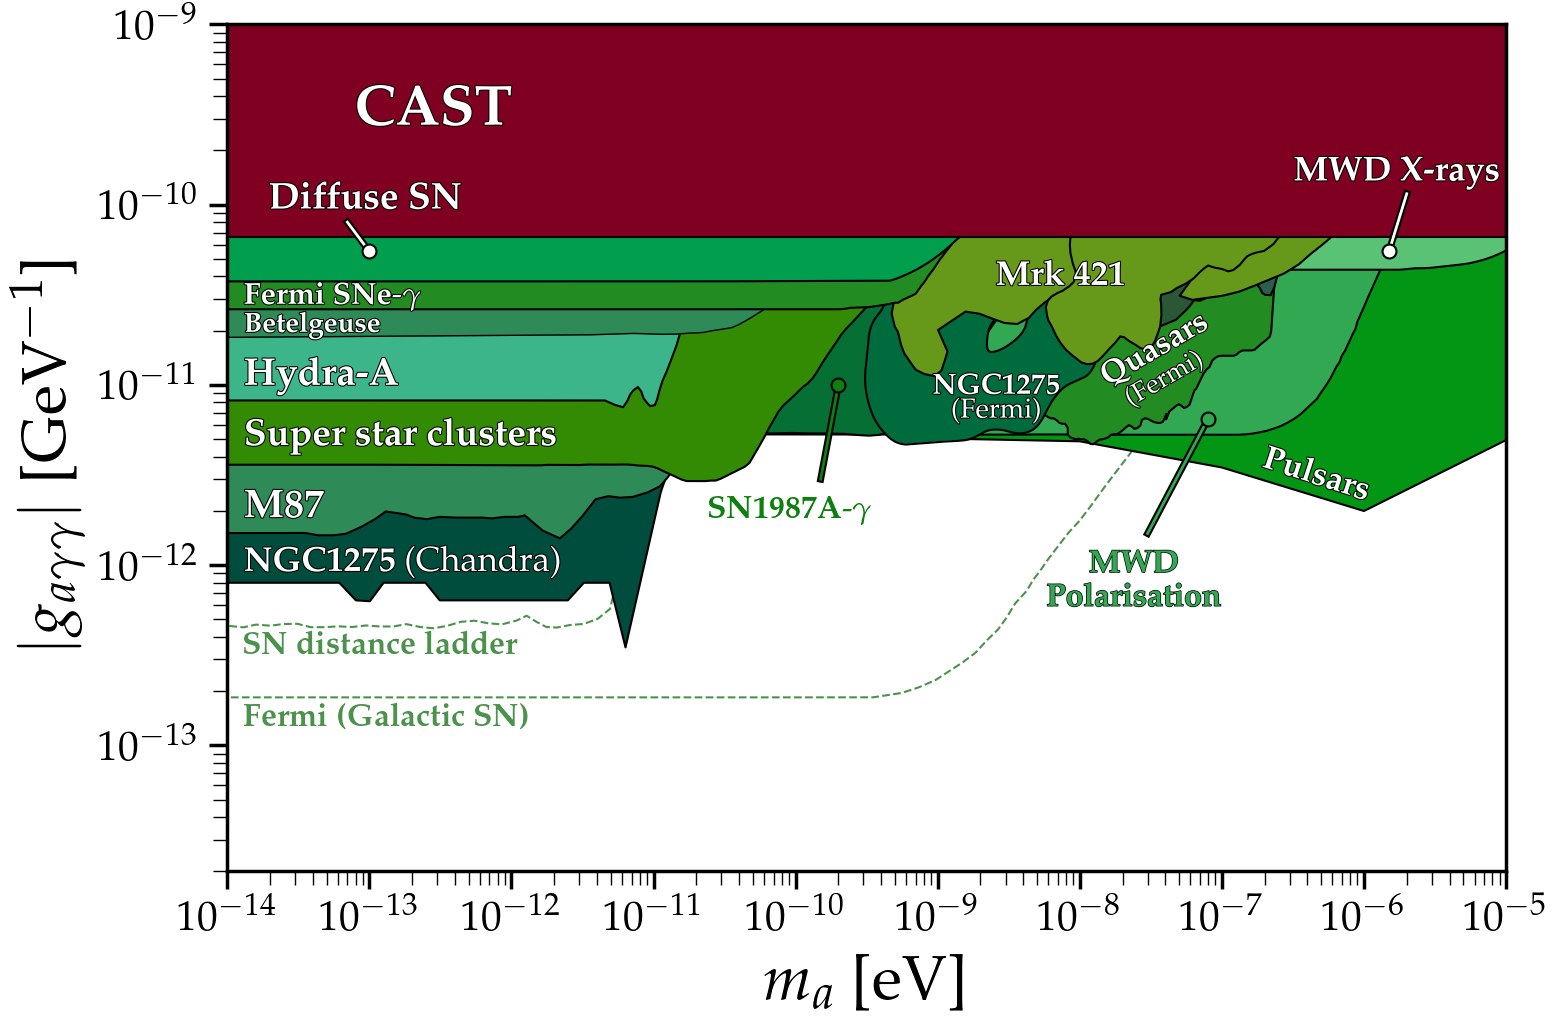 10⁻⁹
CAST
MWD X-rays
Diffuse SN
10⁻¹⁰
Mrk 421
Fermi SNe-γ
Betelgeuse
Quasars
(Fermi)
Hydra-A
10⁻¹¹
NGC1275
(Fermi)
Super star clusters
Pulsars
M87
SN1987A-γ
10⁻¹²
NGC1275 (Chandra)
MWD
Polarisation
SN distance ladder
Fermi (Galactic SN)
10⁻¹³
|g_aγγ| [GeV⁻¹]
10⁻¹⁴ 10⁻¹³ 10⁻¹² 10⁻¹¹ 10⁻¹⁰ 10⁻⁹ 10⁻⁸ 10⁻⁷ 10⁻⁶ 10⁻⁵
m_a [eV]